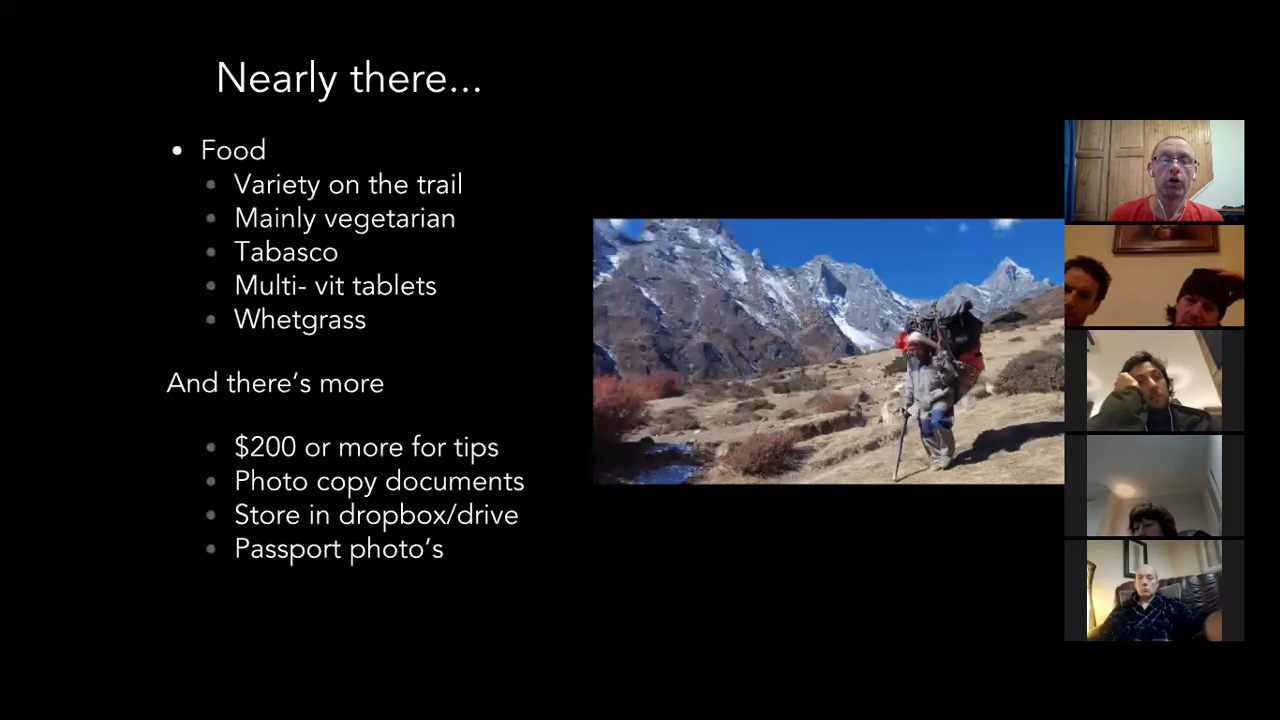 Nearly there...
• Food
• Variety on the trail
• Mainly vegetarian
• Tabasco
• Multi- vit tablets
• Whetgrass
And there's more
• $200 or more for tips
• Photo copy documents
• Store in dropbox/drive
• Passport photo's